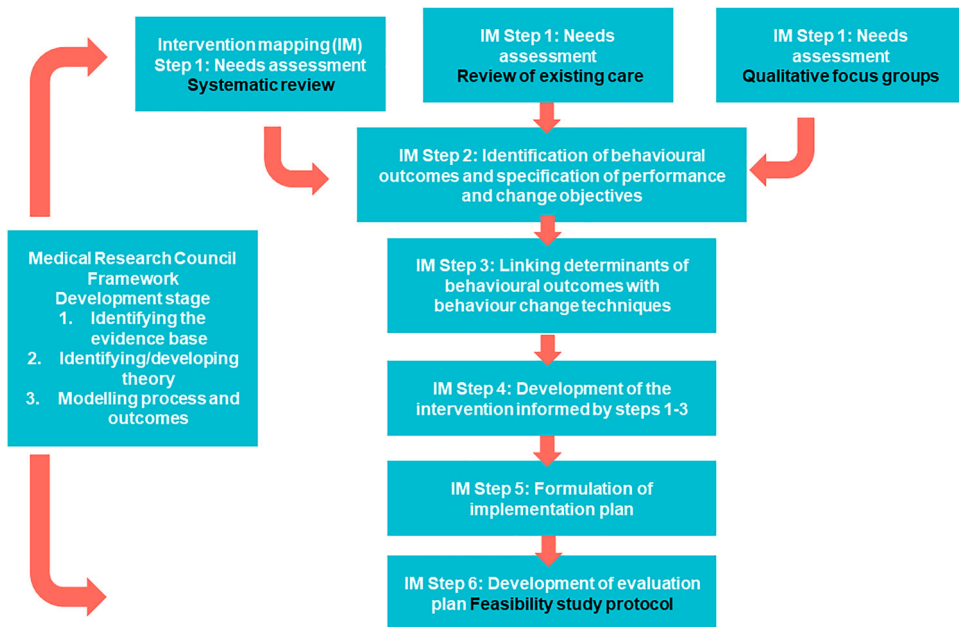 Intervention mapping (IM)
Step 1: Needs assessment
Systematic review
IM Step 1: Needs
assessment
Review of existing care
IM Step 1: Needs
assessment
Qualitative focus groups
IM Step 2: Identification of behavioural
outcomes and specification of performance
and change objectives
Medical Research Council
Framework
Development stage
1. Identifying the
evidence base
2. Identifying/developing
theory
3. Modelling process and
outcomes
IM Step 3: Linking determinants of
behavioural outcomes with
behaviour change techniques
IM Step 4: Development of the
intervention informed by steps 1-3
IM Step 5: Formulation of
implementation plan
IM Step 6: Development of evaluation
plan Feasibility study protocol